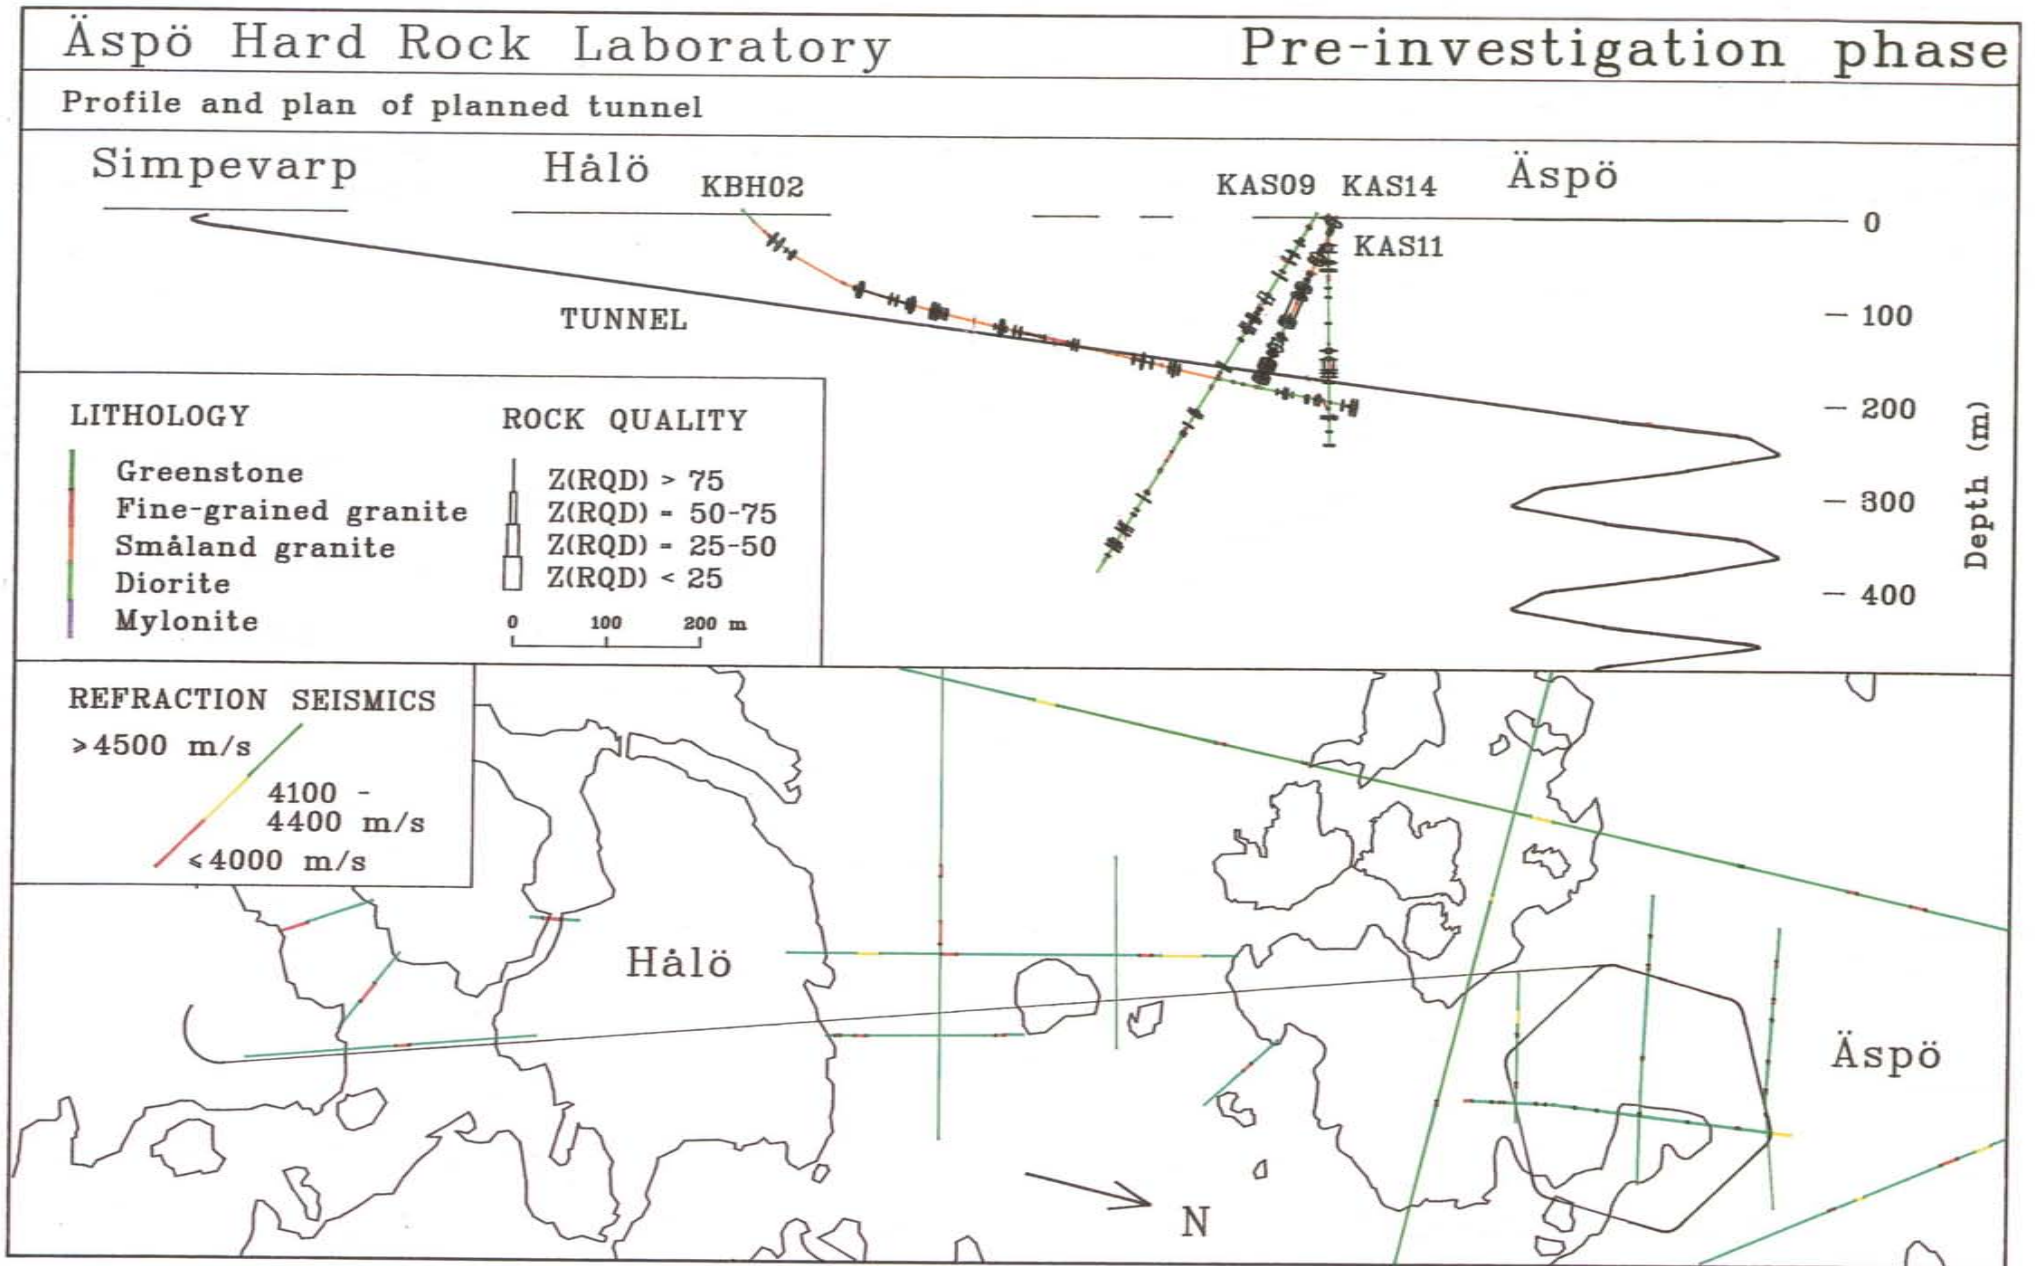 Äspö Hard Rock Laboratory Pre-investigation phase
Profile and plan of planned tunnel
Simpevarp Hålö KBH02 KAS09 KAS14 Äspö
0
KAS11
100
TUNNEL
200
300
400
Depth (m)
LITHOLOGY
Greenstone
Fine-grained granite
Småland granite
Diorite
Mylonite
ROCK QUALITY
Z(RQD) > 75
Z(RQD) = 50-75
Z(RQD) = 25-50
Z(RQD) < 25
0 100 200 m
REFRACTION SEISMICS
⩾4500 m/s
4100 -
4400 m/s
⩽4000 m/s
Hålö
Äspö
N